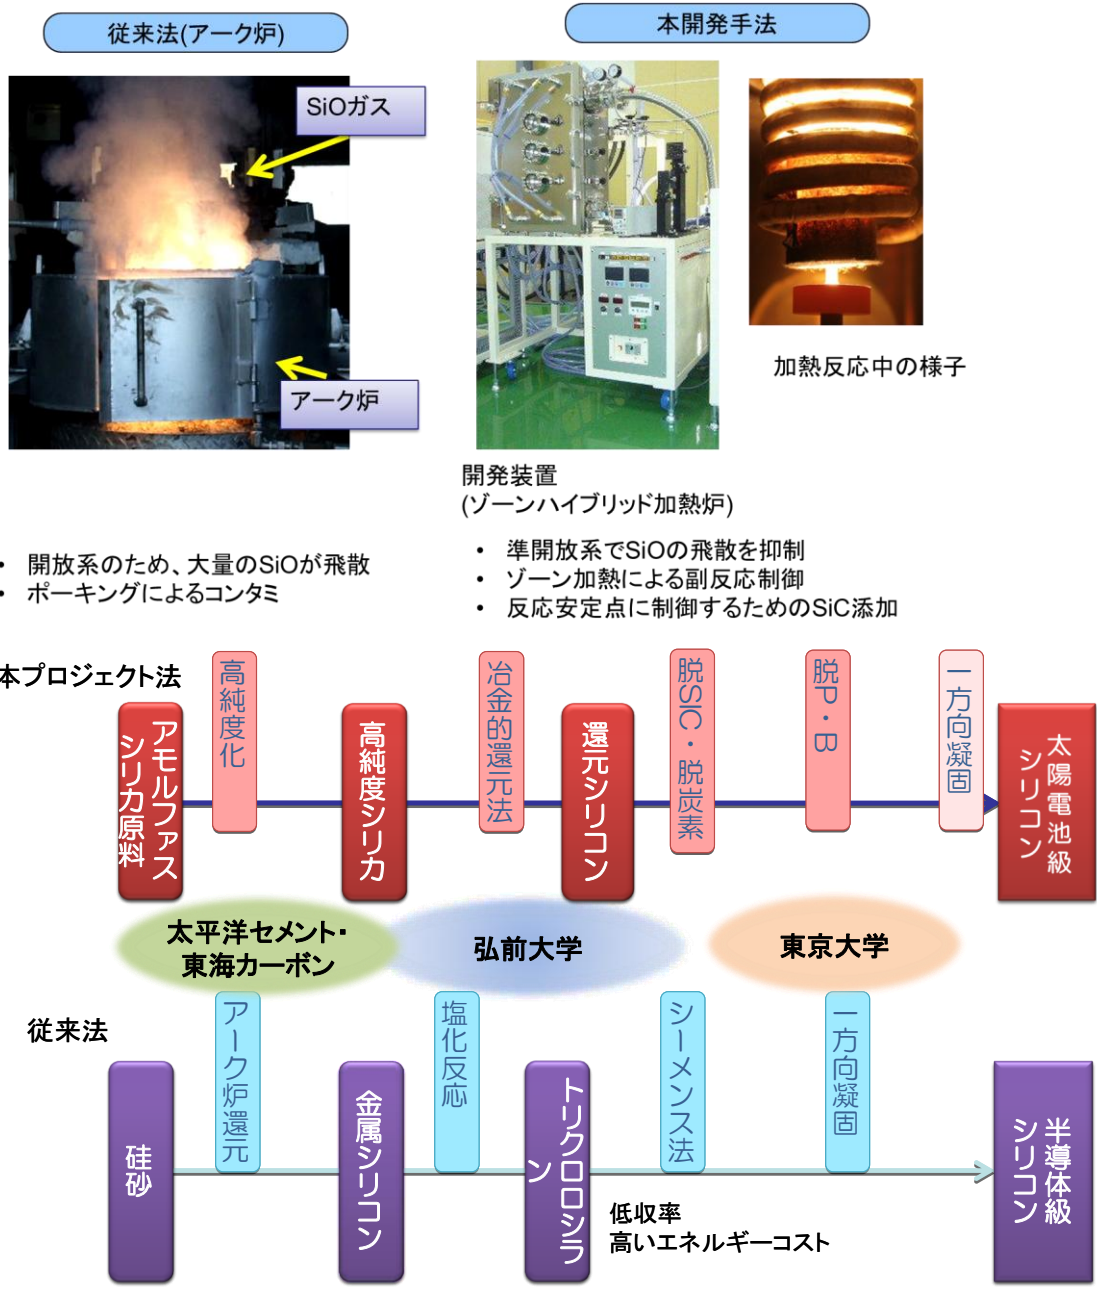 従来法(アーク炉)
本開発手法
SiOガス
アーク炉
加熱反応中の様子
開発装置
(ゾーンハイブリッド加熱炉)
• 開放系のため、大量のSiOが飛散
• ポーキングによるコンタミ
• 準開放系でSiOの飛散を抑制
• ゾーン加熱による副反応制御
• 反応安定点に制御するためのSiC添加
本プロジェクト法
アモルファス
シリカ原料
高純度化
高純度シリカ
冶金的還元法
還元シリコン
脱SIC・脱炭素
脱P・B
一方向凝固
太陽電池級
シリコン
太平洋セメント・
東海カーボン
弘前大学
東京大学
従来法
硅砂
アーク炉還元
金属シリコン
塩化反応
トリクロロシラ
ン
シーメンス法
一方向凝固
半導体級
シリコン
低収率
高いエネルギーコスト